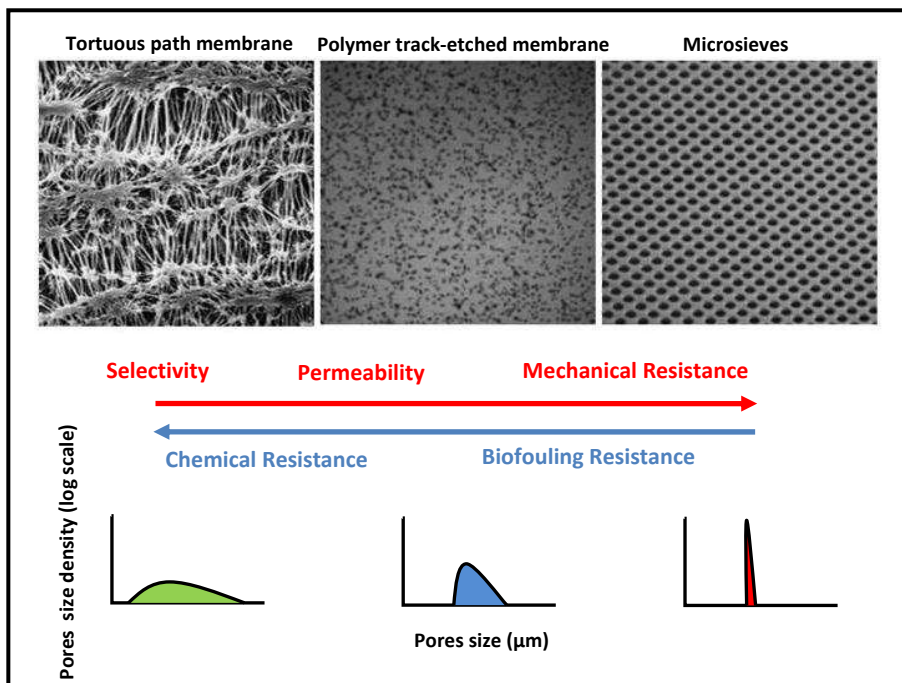 Tortuous path membrane
Polymer track-etched membrane
Microsieves
Selectivity
Permeability
Mechanical Resistance
Chemical Resistance
Biofouling Resistance
Pores size density (log scale)
Pores size (µm)